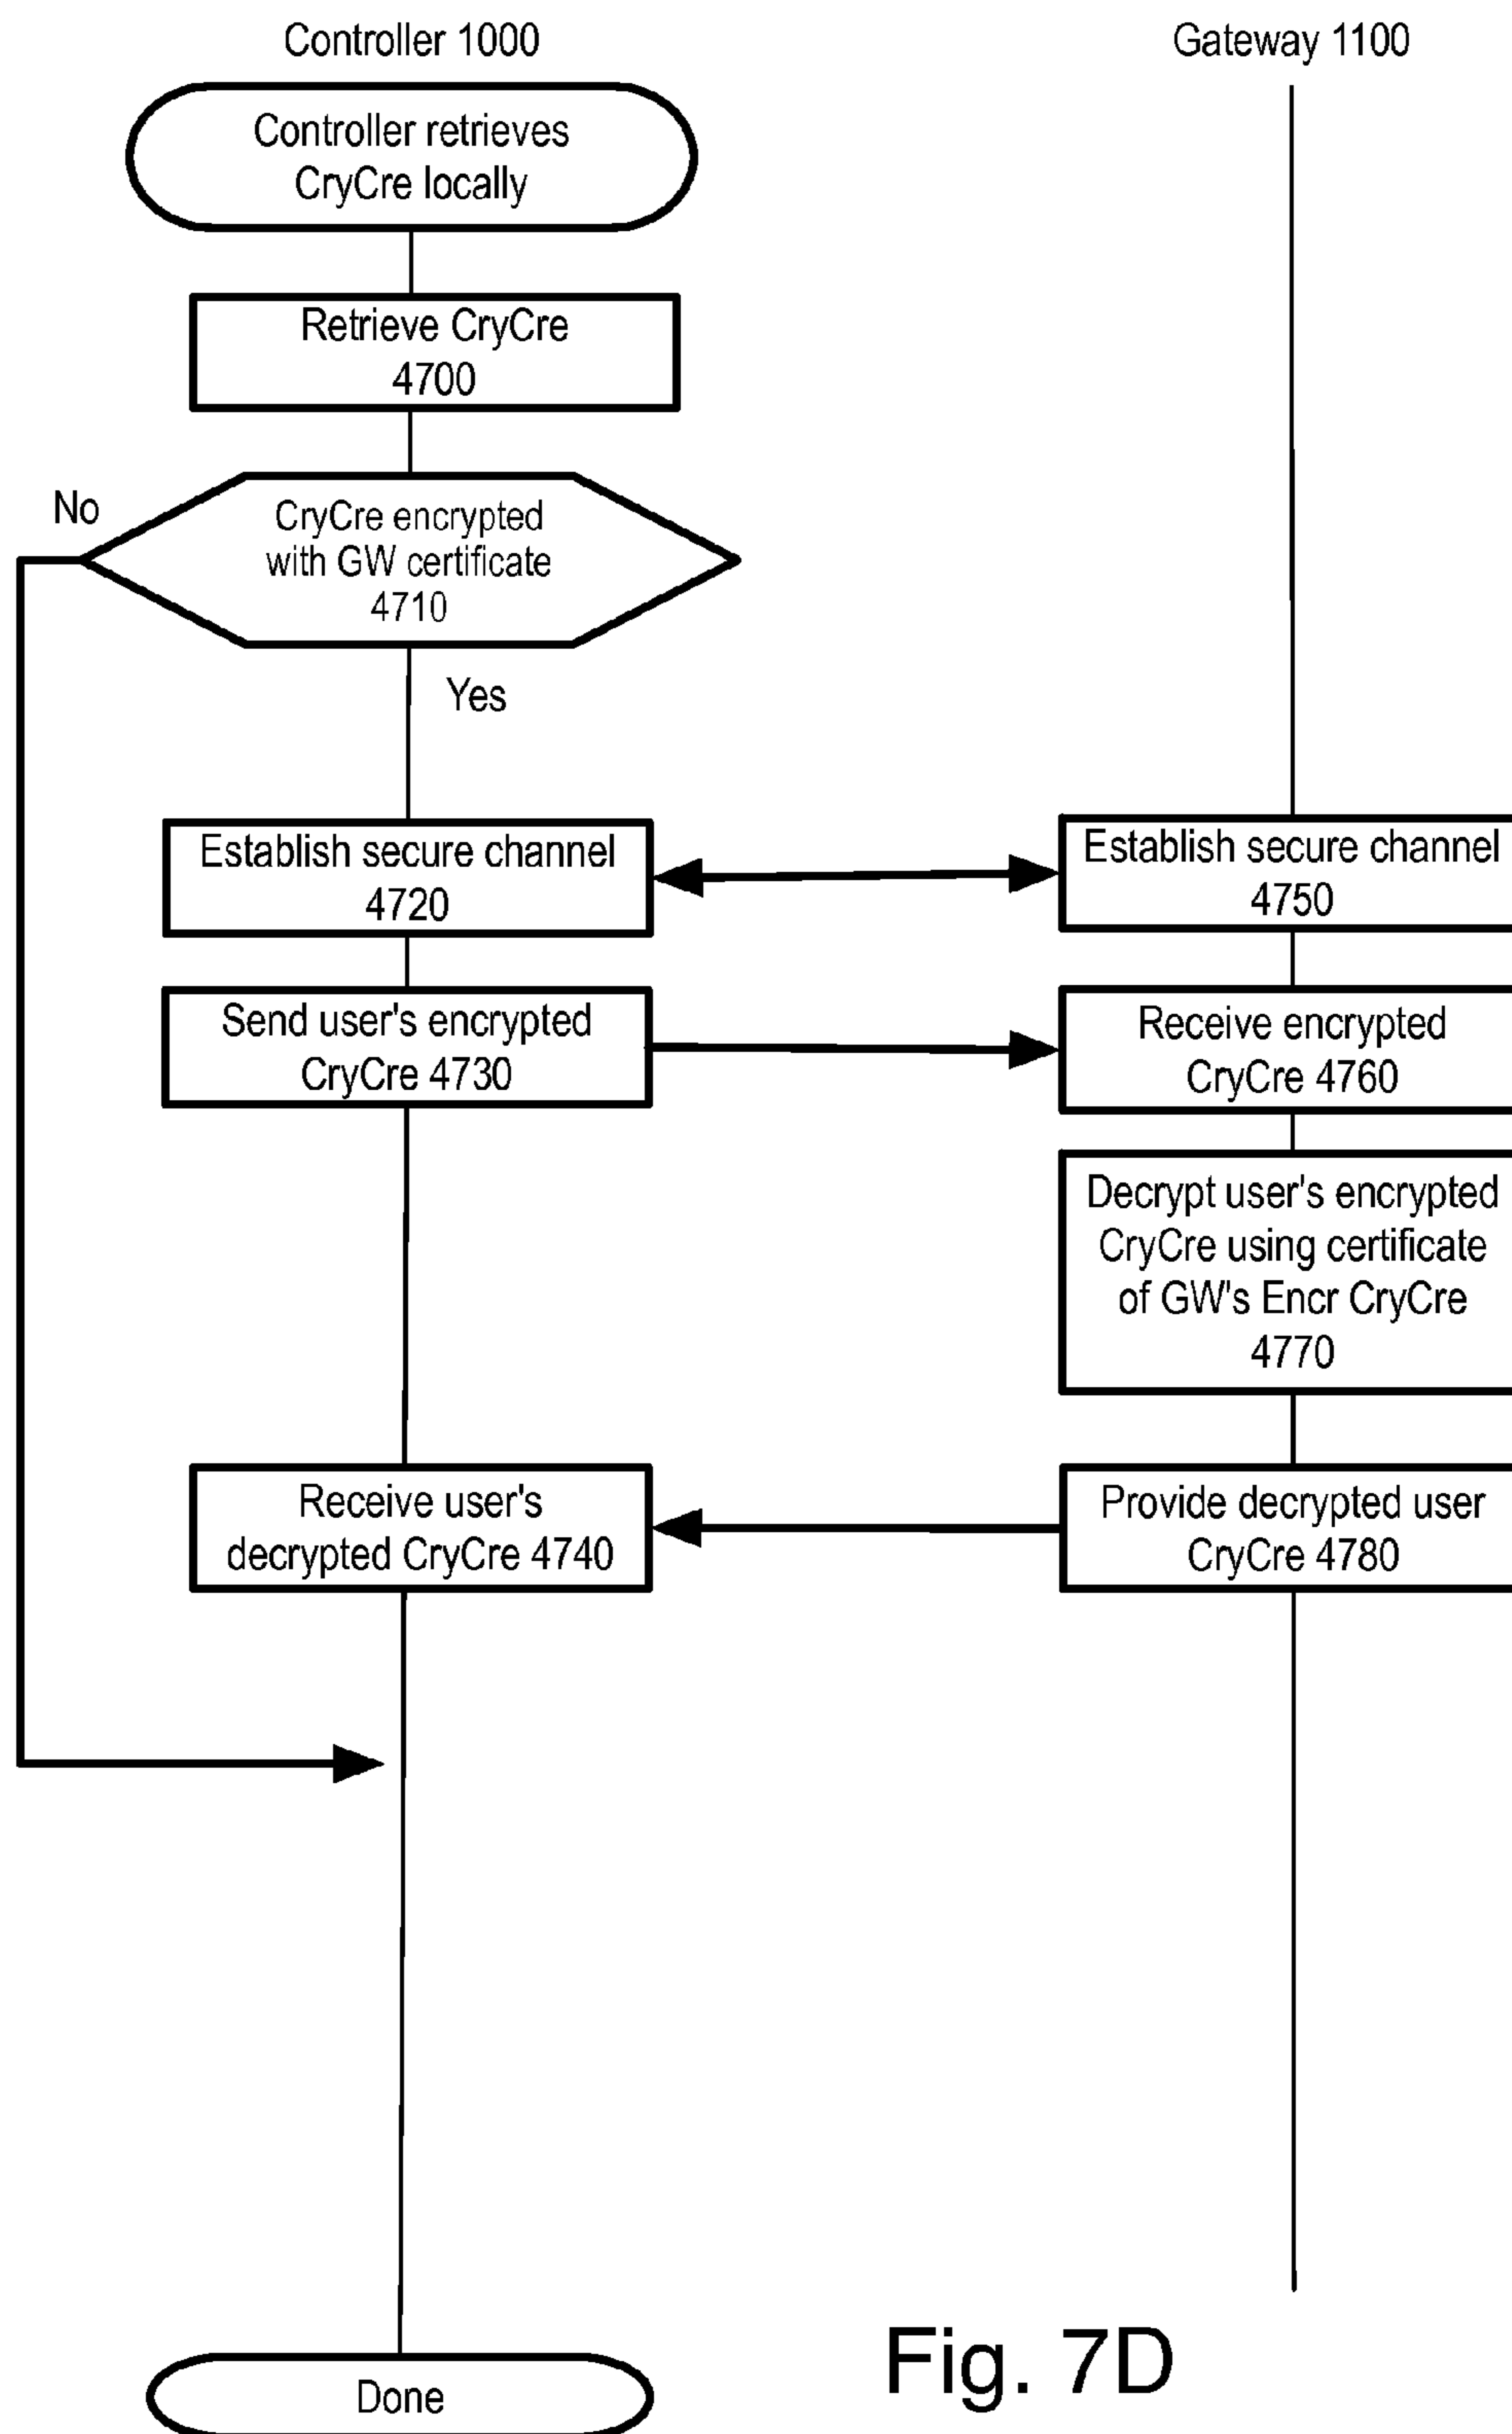 Controller 1000
Gateway 1100
Controller retrieves
CryCre locally
Retrieve CryCre
4700
No
CryCre encrypted
with GW certificate
4710
Yes
Establish secure channel
4720
Establish secure channel
4750
Send user's encrypted
CryCre 4730
Receive encrypted
CryCre 4760
Decrypt user's encrypted
CryCre using certificate
of GW's Encr CryCre
4770
Receive user's
decrypted CryCre 4740
Provide decrypted user
CryCre 4780
Done
Fig. 7D